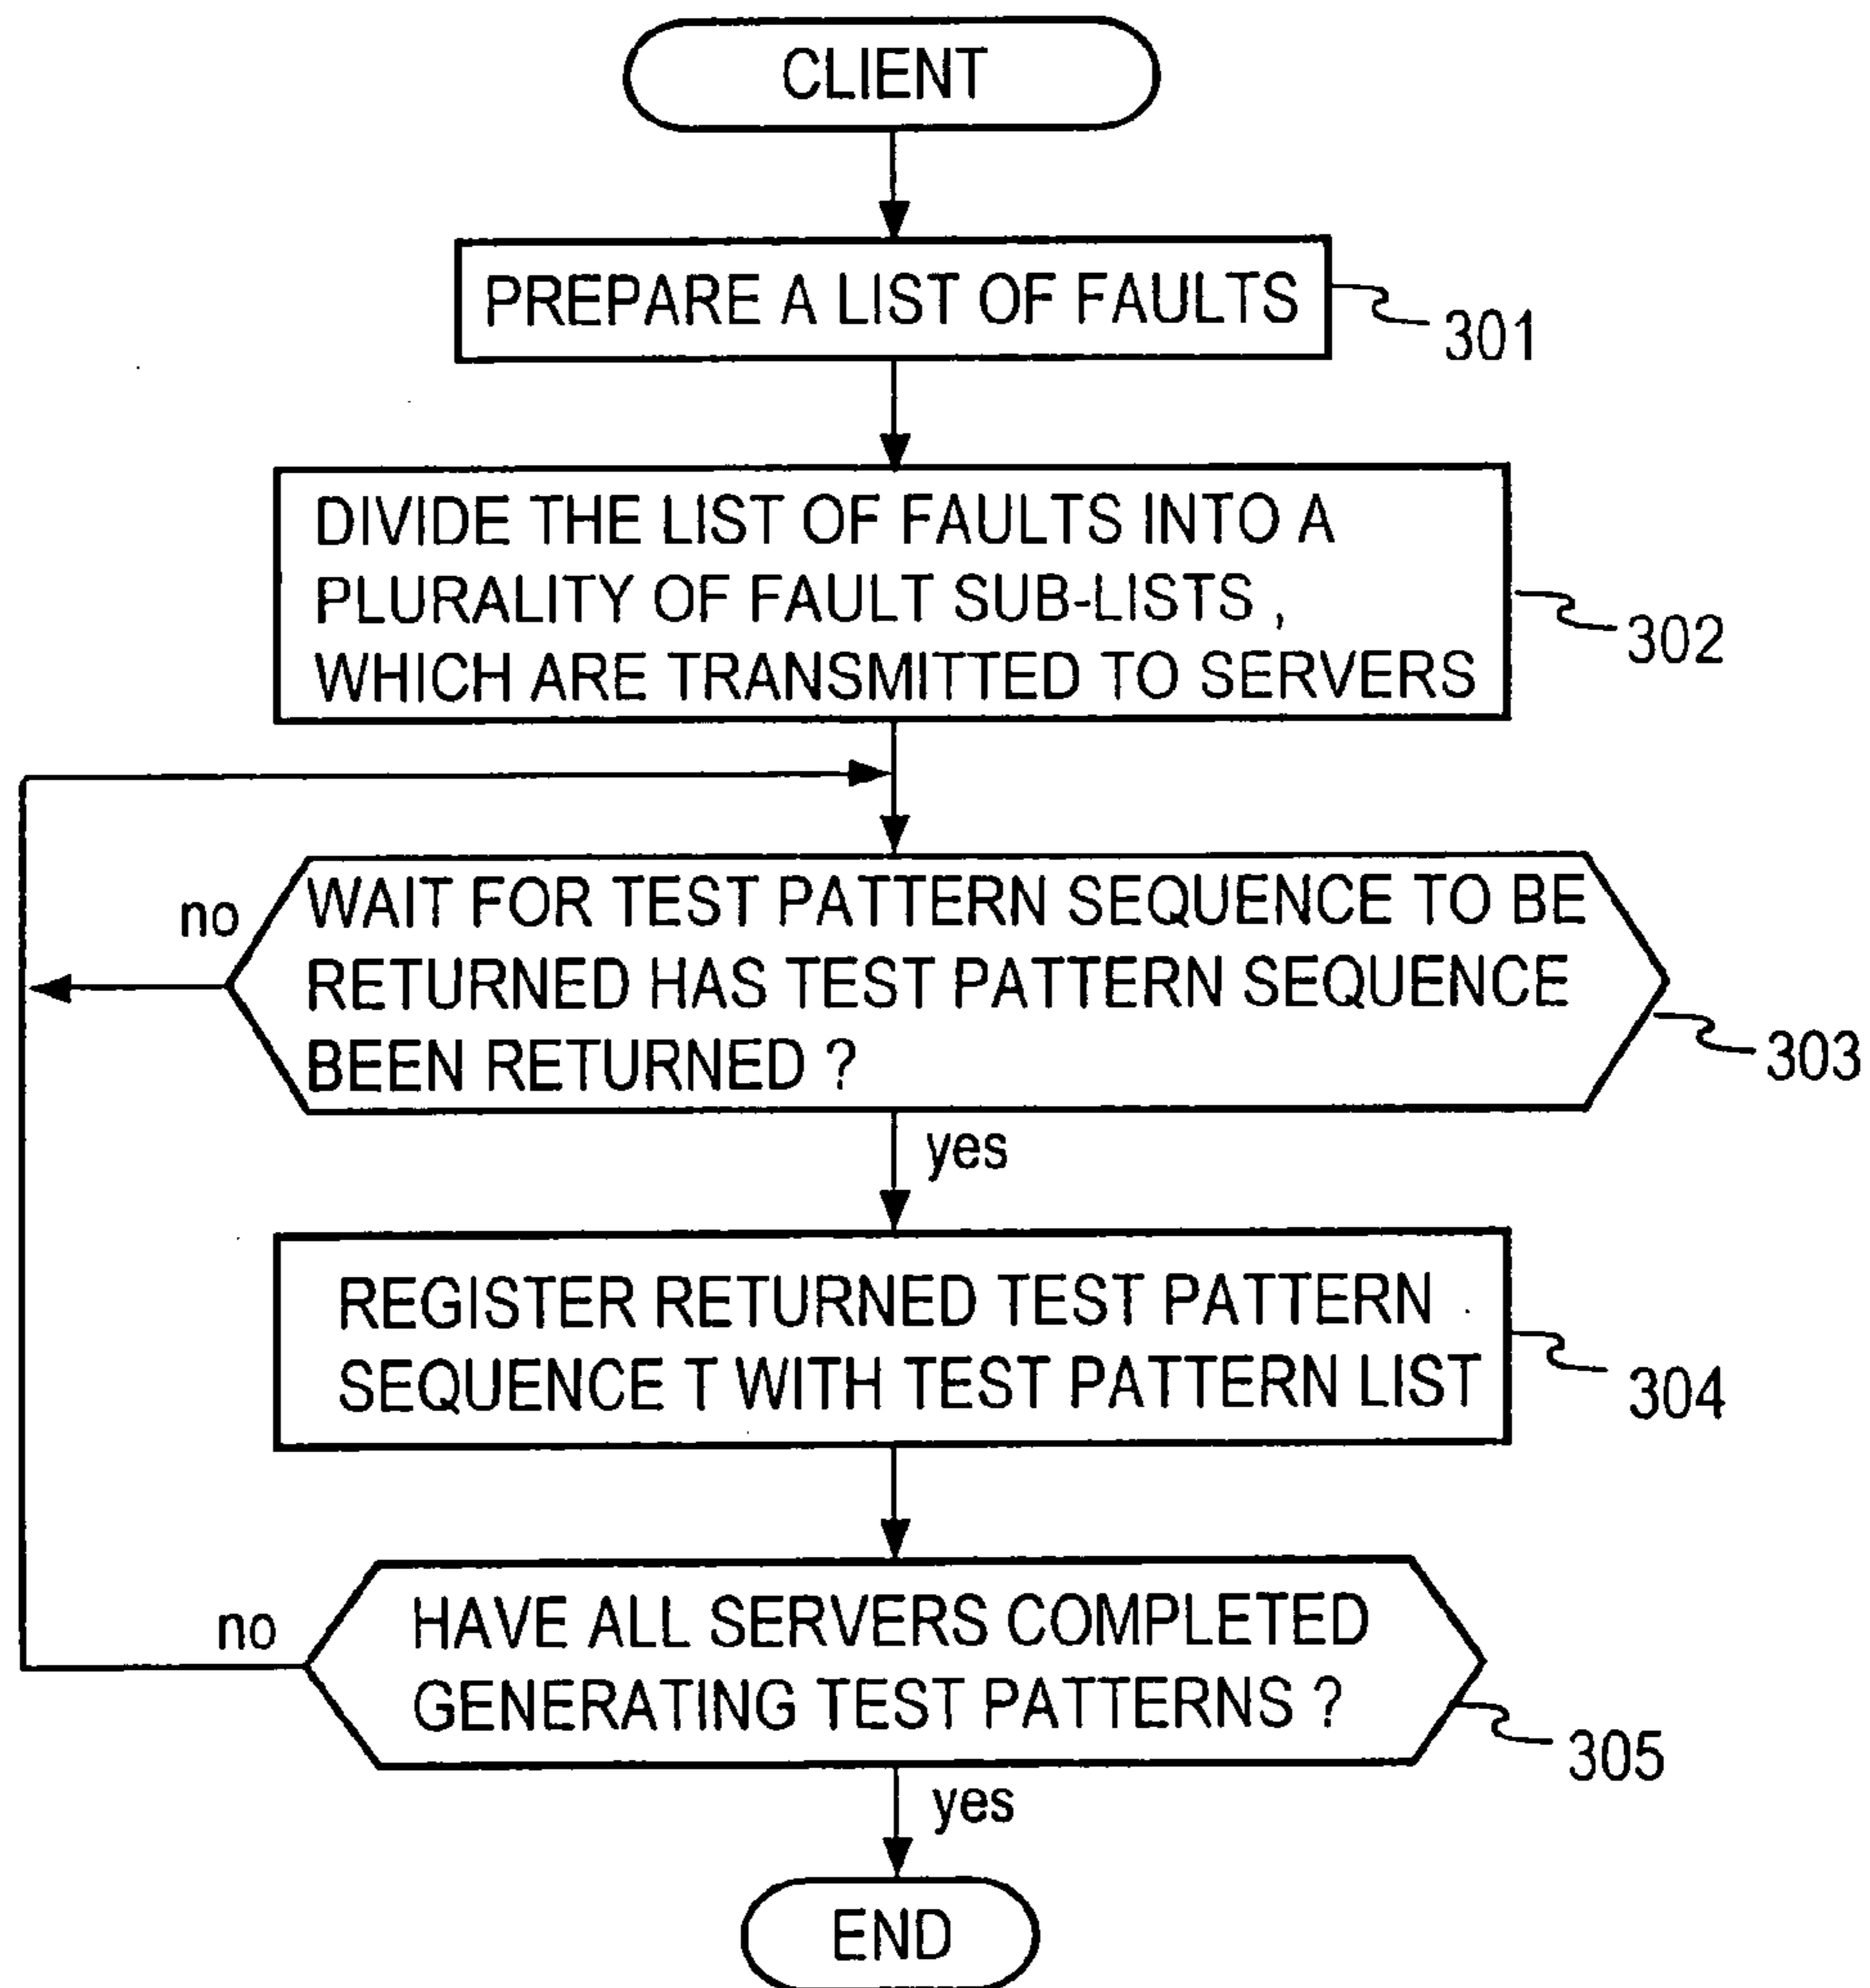 CLIENT
PREPARE A LIST OF FAULTS
301
DIVIDE THE LIST OF FAULTS INTO A
PLURALITY OF FAULT SUB-LISTS ,
WHICH ARE TRANSMITTED TO SERVERS
302
no
WAIT FOR TEST PATTERN SEQUENCE TO BE
RETURNED HAS TEST PATTERN SEQUENCE
BEEN RETURNED ?
303
yes
REGISTER RETURNED TEST PATTERN
SEQUENCE T WITH TEST PATTERN LIST
304
no
HAVE ALL SERVERS COMPLETED
GENERATING TEST PATTERNS ?
305
yes
END